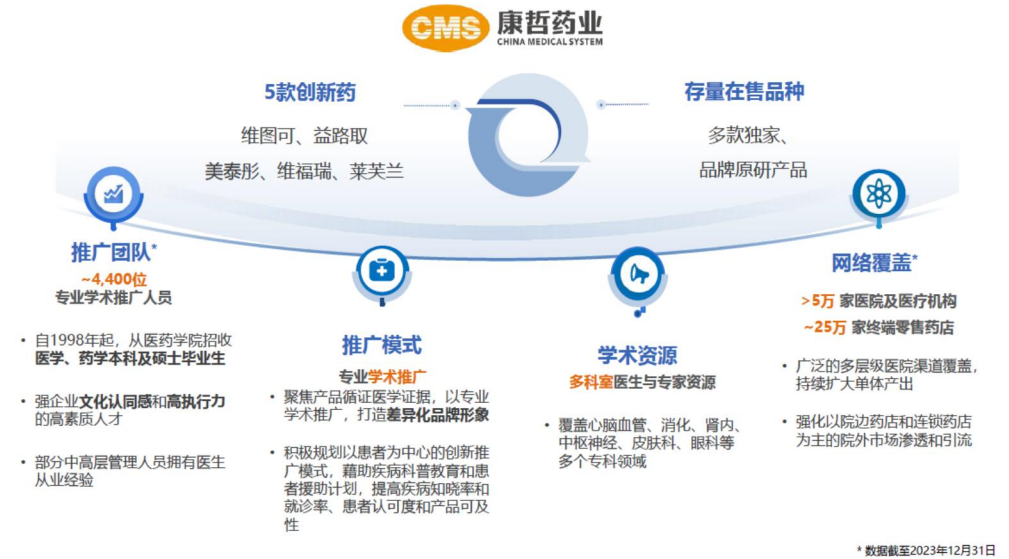 CMS 康哲药业
CHINA MEDICAL SYSTEM
5款创新药
维图可、益路取
美泰彤、维福瑞、莱芙兰
存量在售品种
多款独家、
品牌原研产品
推广团队*
~4,400位
专业学术推广人员
• 自1998年起，从医药学院招收
医学、药学本科及硕士毕业生
• 强企业文化认同感和高执行力
的高素质人才
• 部分中高层管理人员拥有医生
从业经验
推广模式
专业学术推广
• 聚焦产品循证医学证据，以专业
学术推广，打造差异化品牌形象
• 积极规划以患者为中心的创新推
广模式，藉助疾病科普教育和患
者援助计划，提高疾病知晓率和
就诊率、患者认可度和产品可及
性
学术资源
多科室医生与专家资源
• 覆盖心脑血管、消化、肾内、
中枢神经、皮肤科、眼科等
多个专科领域
网络覆盖*
>5万 家医院及医疗机构
~25万 家终端零售药店
• 广泛的多层级医院渠道覆盖，
持续扩大单体产出
• 强化以院边药店和连锁药店
为主的院外市场渗透和引流
* 数据截至2023年12月31日